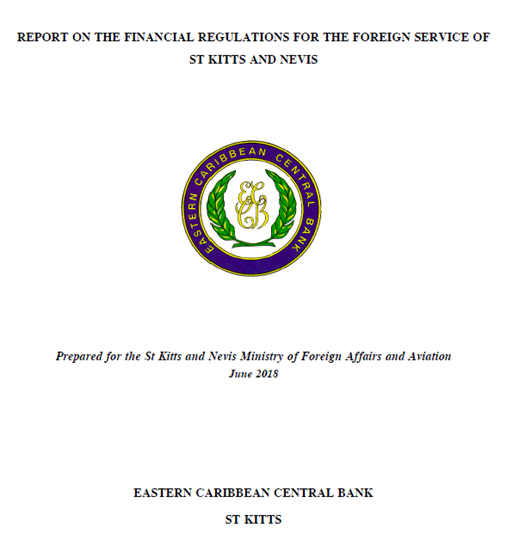 REPORT ON THE FINANCIAL REGULATIONS FOR THE FOREIGN SERVICE OF
ST KITTS AND NEVIS
EASTERN CARIBBEAN CENTRAL BANK
Prepared for the St Kitts and Nevis Ministry of Foreign Affairs and Aviation
June 2018
EASTERN CARIBBEAN CENTRAL BANK
ST KITTS